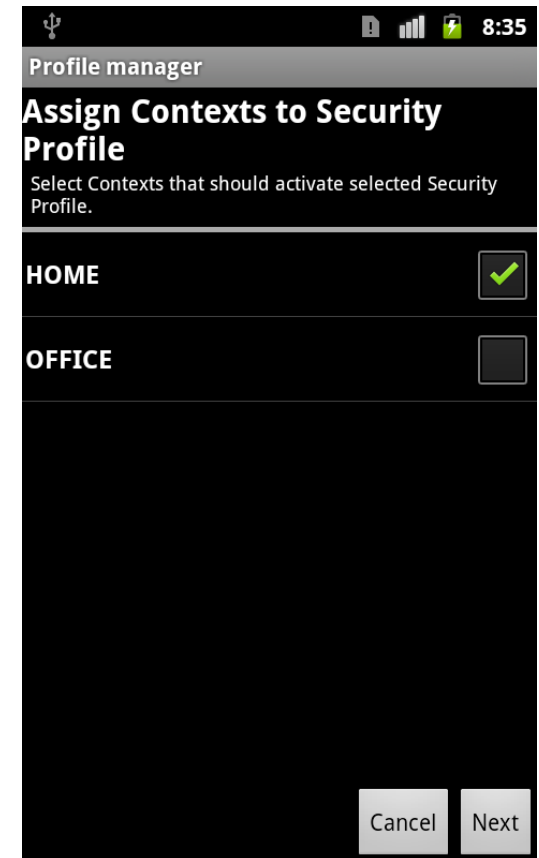 8:35
Profile manager
Assign Contexts to Security
Profile
Select Contexts that should activate selected Security
Profile.
HOME
OFFICE
Cancel Next